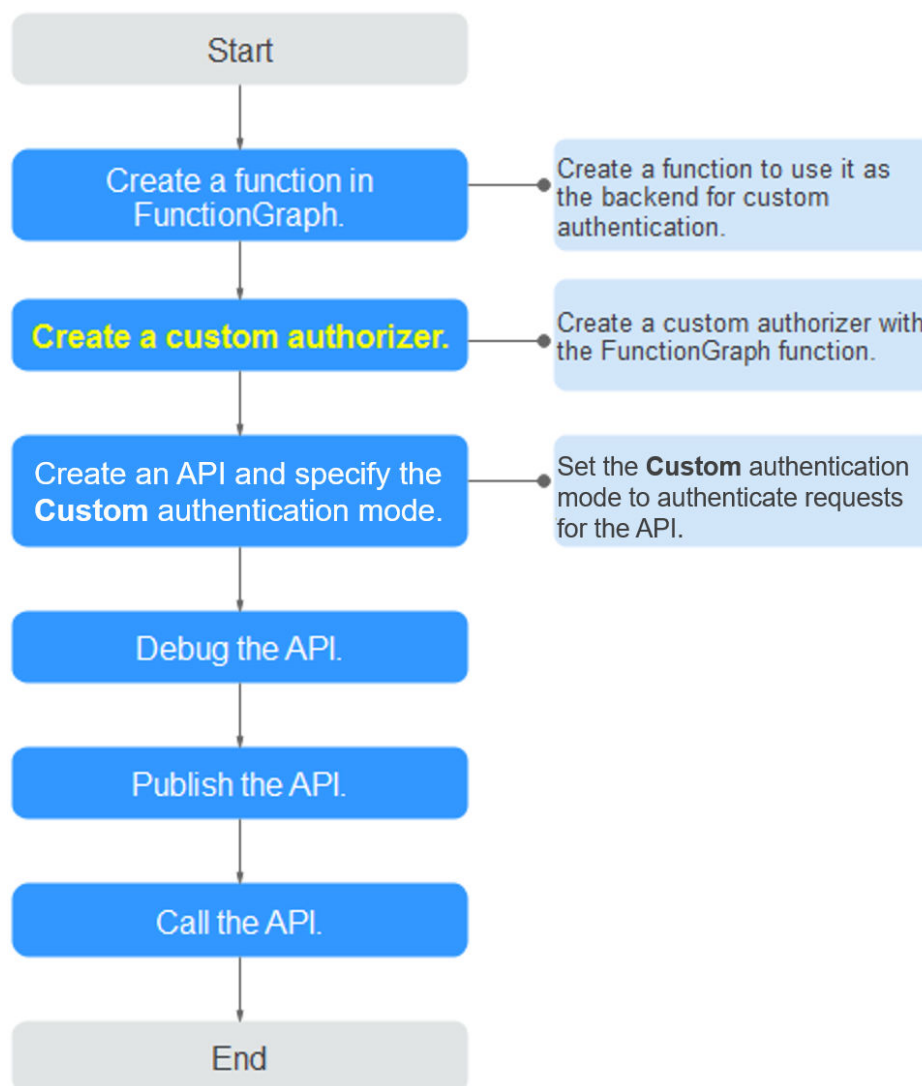 Start
Create a function in
FunctionGraph.
Create a function to use it as
the backend for custom
authentication.
Create a custom authorizer.
Create a custom authorizer with
the FunctionGraph function.
Create an API and specify the
Custom authentication mode.
Set the Custom authentication
mode to authenticate requests
for the API.
Debug the API.
Publish the API.
Call the API.
End